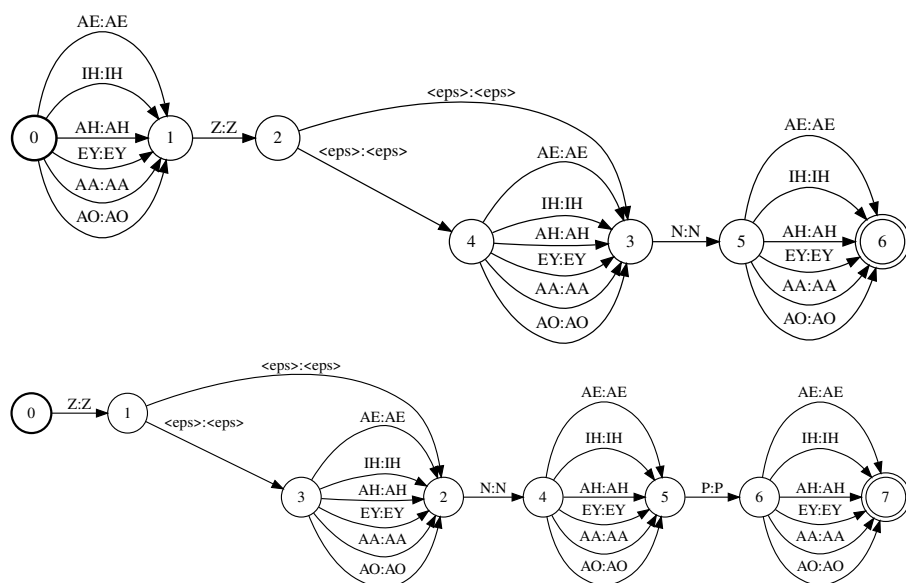 AE:AE
IH:IH
AH:AH
EY:EY
AA:AA
AO:AO
0
1
Z:Z
2
<eps>:<eps>
<eps>:<eps>
4
AE:AE
IH:IH
AH:AH
EY:EY
AA:AA
AO:AO
3
N:N
5
AE:AE
IH:IH
AH:AH
EY:EY
AA:AA
AO:AO
6
0
Z:Z
1
<eps>:<eps>
<eps>:<eps>
3
AE:AE
IH:IH
AH:AH
EY:EY
AA:AA
AO:AO
2
N:N
4
AE:AE
IH:IH
AH:AH
EY:EY
AA:AA
AO:AO
5
P:P
6
AE:AE
IH:IH
AH:AH
EY:EY
AA:AA
AO:AO
7